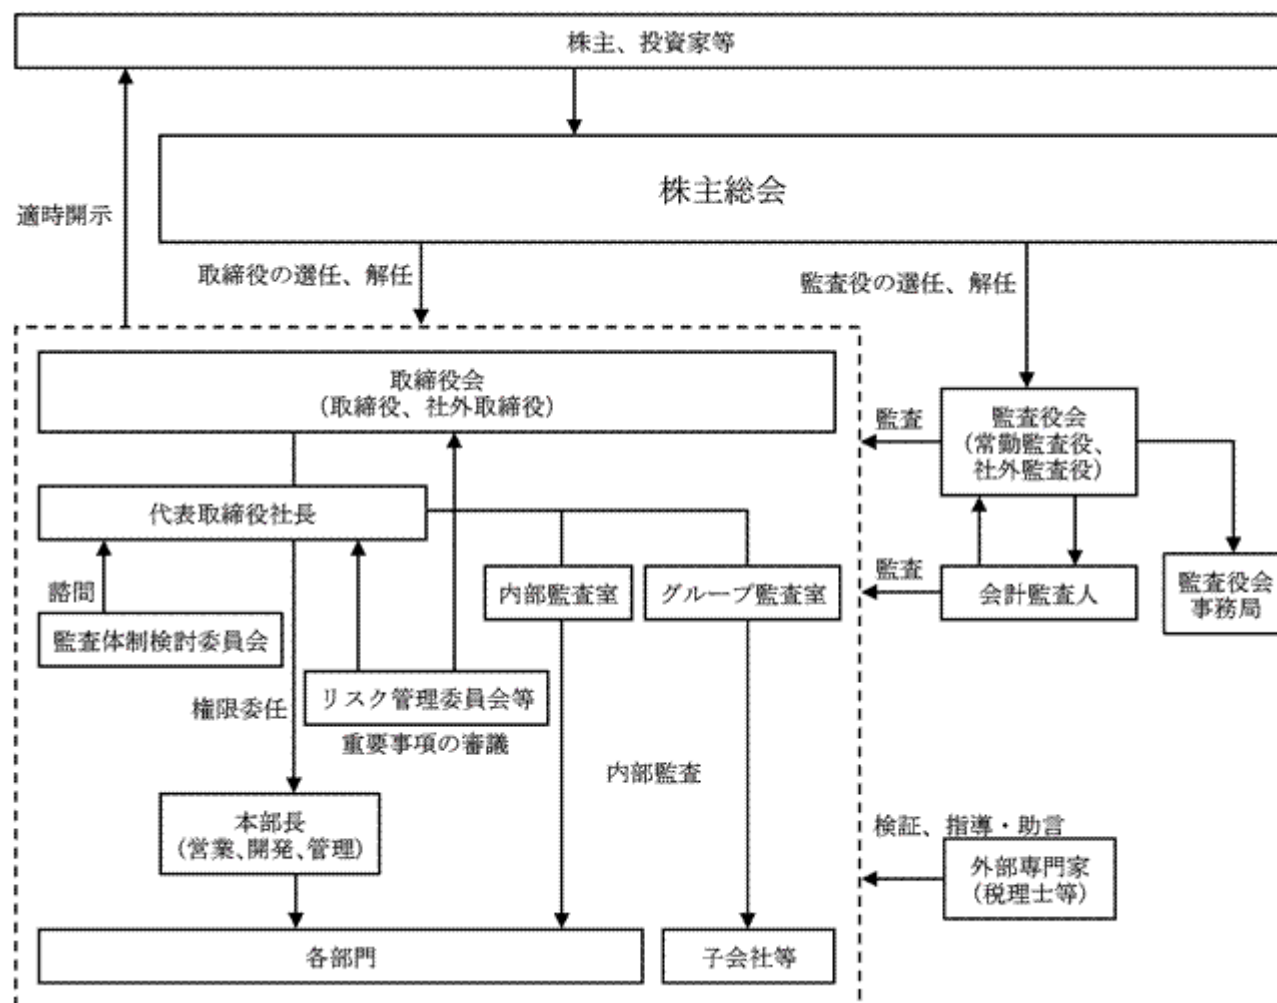 株主、投資家等
株主総会
適時開示
取締役の選任、解任
監査役の選任、解任
取締役会
（取締役、社外取締役）
監査
監査役会
（常勤監査役、
社外監査役）
代表取締役社長
諮問
監査体制検討委員会
内部監査室
グループ監査室
監査
会計監査人
監査役会
事務局
権限委任
リスク管理委員会等
重要事項の審議
内部監査
本部長
（営業、開発、管理）
検証、指導・助言
外部専門家
（税理士等）
各部門
子会社等